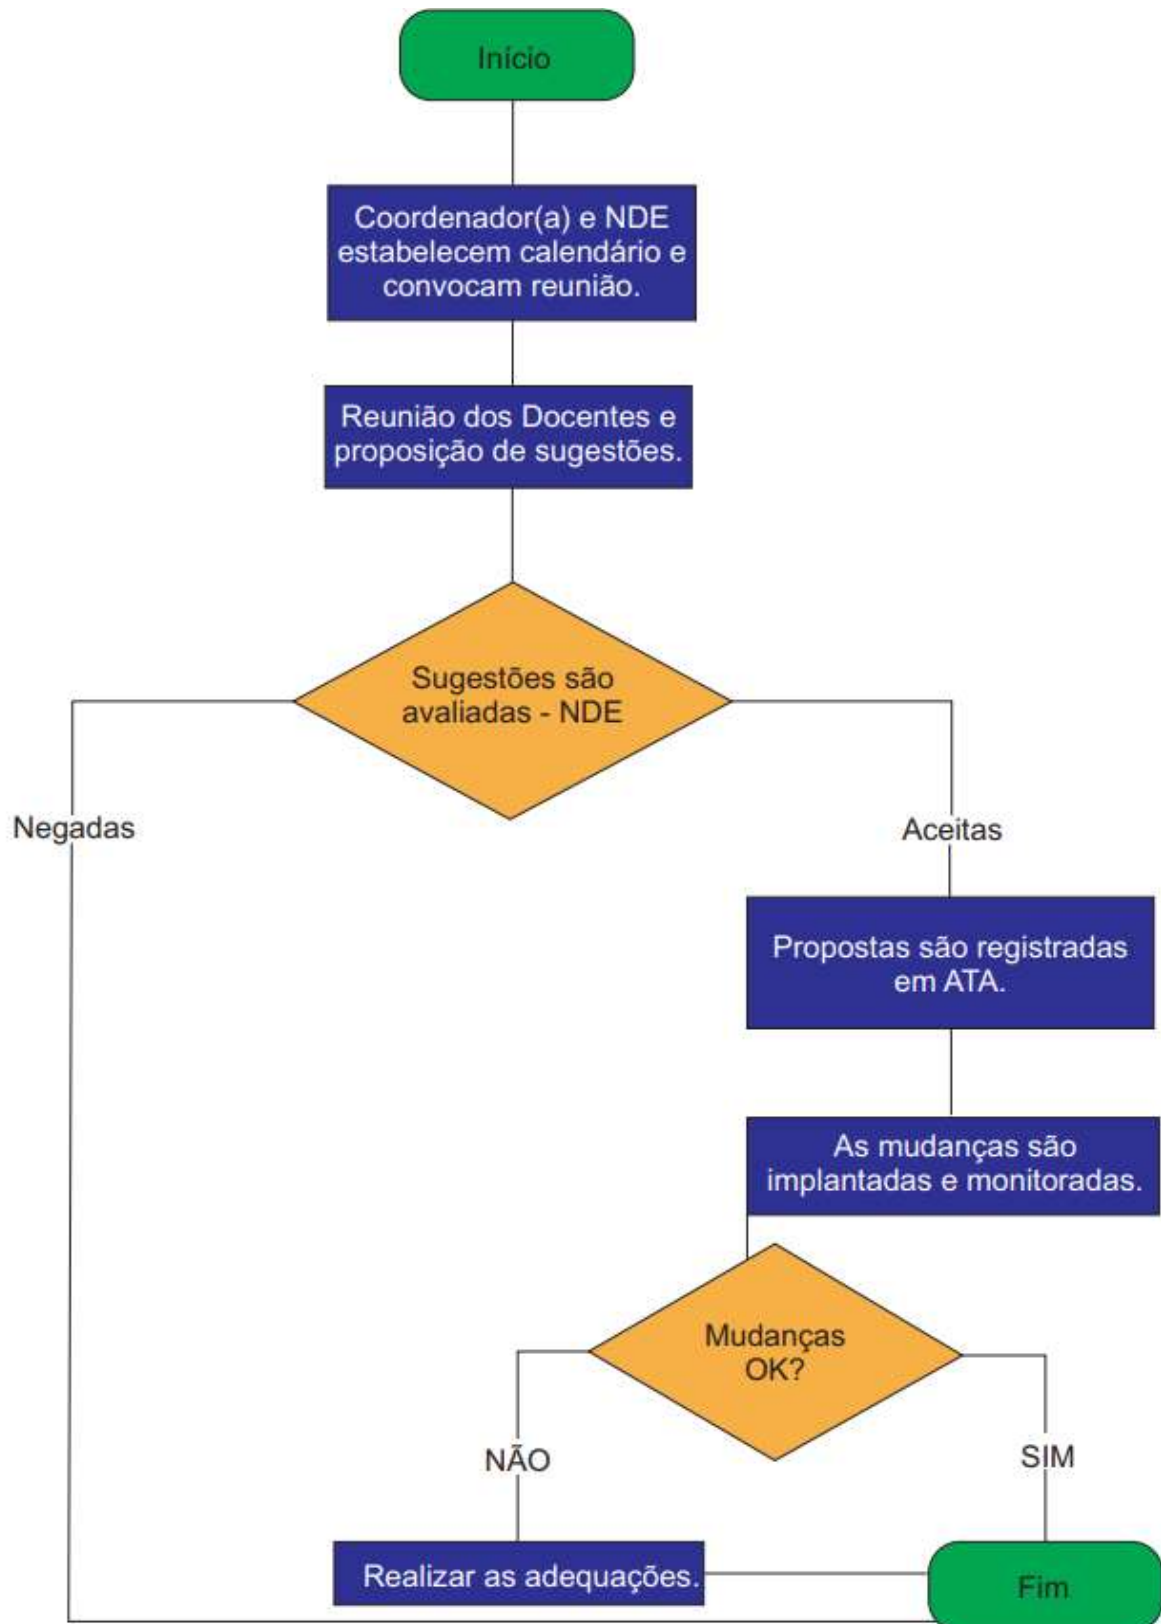 Início
Coordenador(a) e NDE
estabelecem calendário e
convocam reunião.
Reunião dos Docentes e
proposição de sugestões.
Sugestões são
avaliadas - NDE
Negadas
Aceitas
Propostas são registradas
em ATA.
As mudanças são
implantadas e monitoradas.
Mudanças
OK?
NÃO
SIM
Realizar as adequações.
Fim